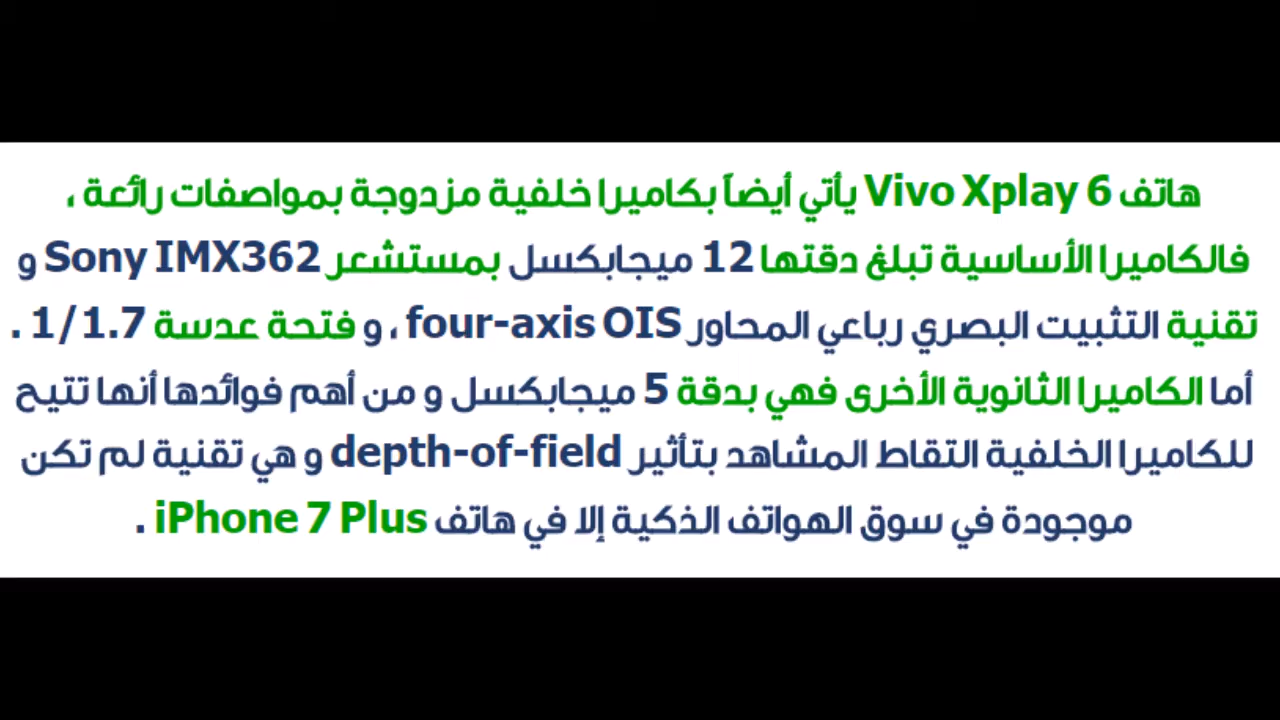 هاتف Vivo Xplay 6 يأتي أيضاً بكاميرا خلفية مزدوجة بمواصفات رائعة ،
فالكاميرا الأساسية تبلغ دقتها 12 ميجابكسل بمستشعر Sony IMX362 و
تقنية التثبيت البصري رباعي المحاور four-axis OIS ، و فتحة عدسة 1/1.7 .
أما الكاميرا الثانوية الأخرى فهي بدقة 5 ميجابكسل و من أهم فوائدها أنها تتيح
للكاميرا الخلفية التقاط المشاهد بتأثير depth-of-field و هي تقنية لم تكن
موجودة في سوق الهواتف الذكية إلا في هاتف iPhone 7 Plus .